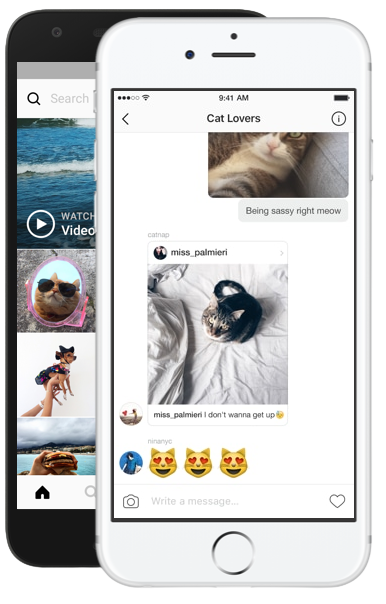 Search
WATCH
Video
9:41 AM
Cat Lovers
Being sassy right meow
catnap
miss_palmieri
miss_palmieri I don't wanna get up
ninanyc
Write a message...